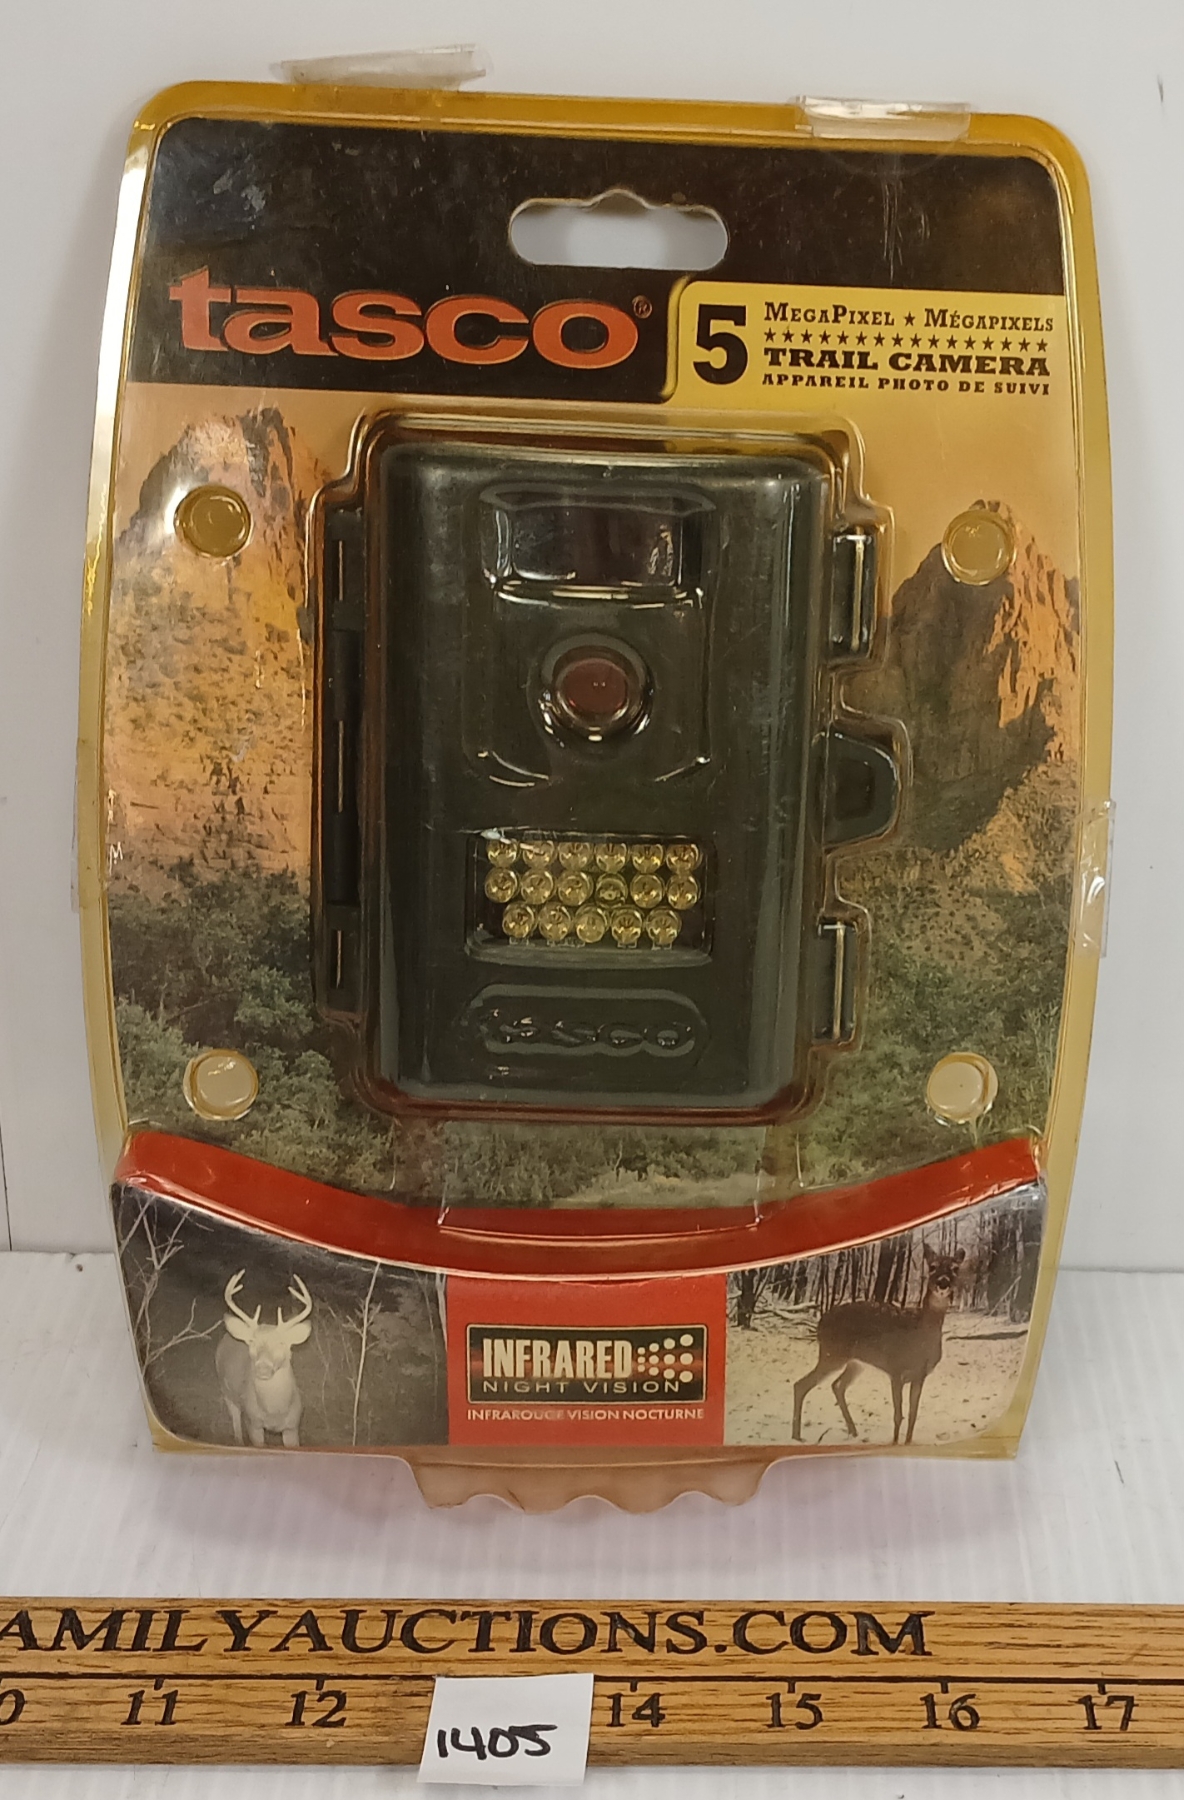 tasco®
5 MEGAPIXEL ★ MÉGAPIXELS
TRAIL CAMERA
APPAREIL PHOTO DE SUIVI
TASCO
INFRARED
NIGHT VISION
INFRAROUGE VISION NOCTURNE
AMILYAUCTIONS.COM
0 11 12 14 15 16 17
1405